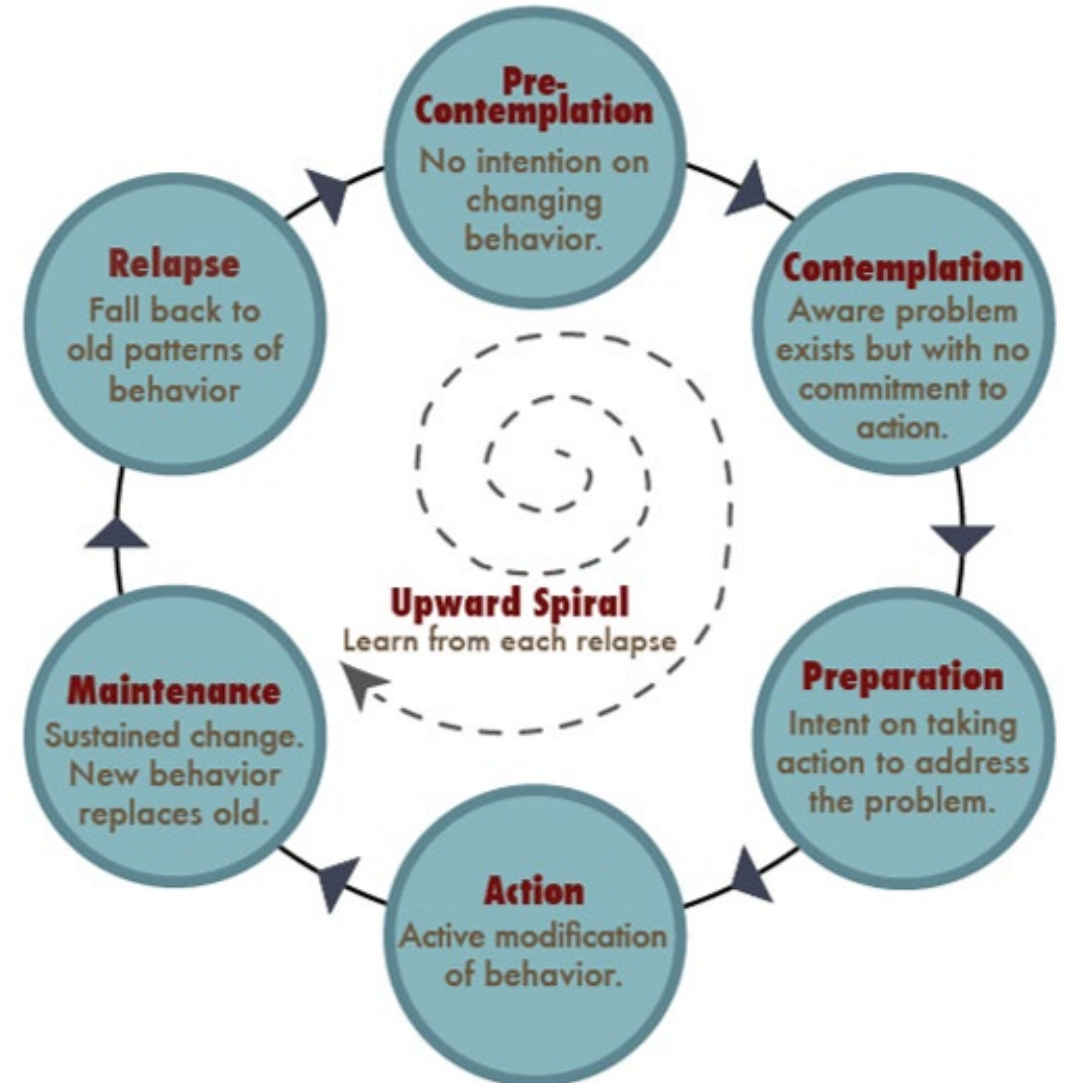 Pre-
Contemplation
No intention on
changing
behavior.
Contemplation
Aware problem
exists but with no
commitment to
action.
Preparation
Intent on taking
action to address
the problem.
Action
Active modification
of behavior.
Maintenance
Sustained change.
New behavior
replaces old.
Relapse
Fall back to
old patterns of
behavior
Upward Spiral
Learn from each relapse